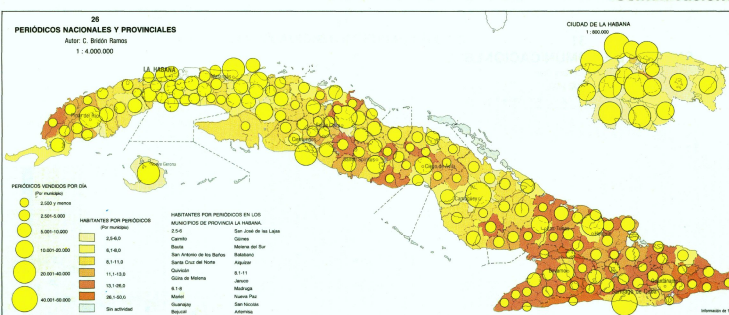 26
PERIÓDICOS NACIONALES Y PROVINCIALES
Autor: C. Bridón Ramos
1 : 4.000.000
CIUDAD DE LA HABANA
1 : 800.000
LA HABANA
Pinar del Río
PERIÓDICOS VENDIDOS POR DÍA
(Por municipio)
2.500 y menos
2.501-5.000
5.001-10.000
10.001-20.000
20.001-40.000
HABITANTES POR PERIÓDICOS
(Por municipio)
2,5-6,0
6,1-8,0
8,1-11,0
11,1-13,0
13,1-26,0
26,1-50,0
Sin actividad
HABITANTES POR PERIÓDICOS EN LOS
MUNICIPIOS DE PROVINCIA LA HABANA.
2.5-6
Caimito
Bauta
San Antonio de los Baños
Santa Cruz del Norte
Quivicán
Güira de Melena
6.1-8
Mariel
Guanajay
Bejucal
San José de las Lajas
Güines
Melena del Sur
Batabanó
Alquízar
8.1-11
Jaruco
Madruga
Nueva Paz
San Nicolás
Artemisa